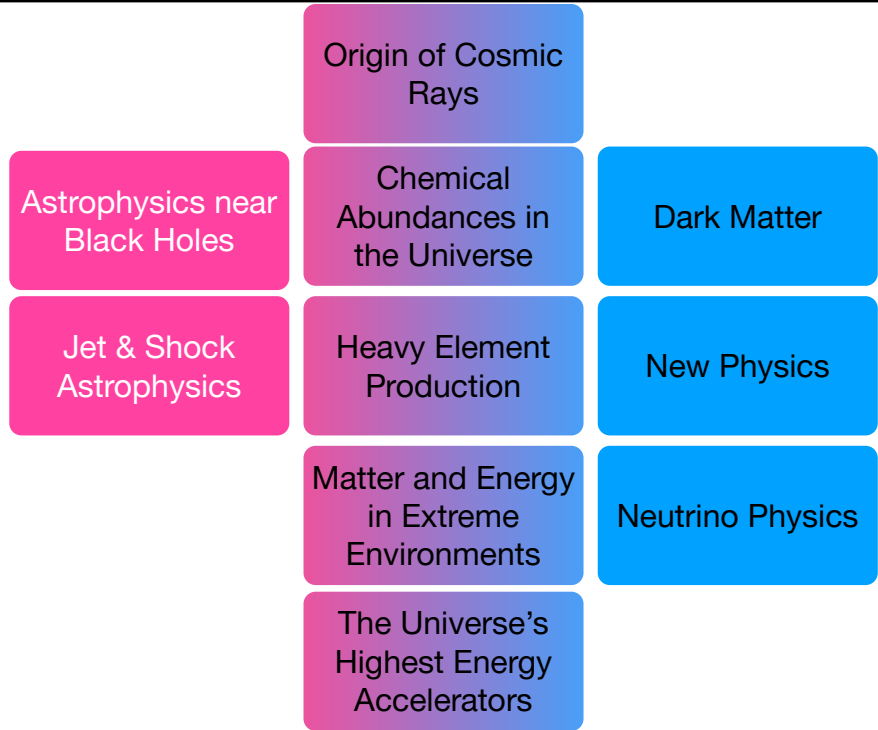 Origin of Cosmic
Rays
Astrophysics near
Black Holes
Chemical
Abundances in
the Universe
Dark Matter
Jet & Shock
Astrophysics
Heavy Element
Production
New Physics
Matter and Energy
in Extreme
Environments
Neutrino Physics
The Universe’s
Highest Energy
Accelerators